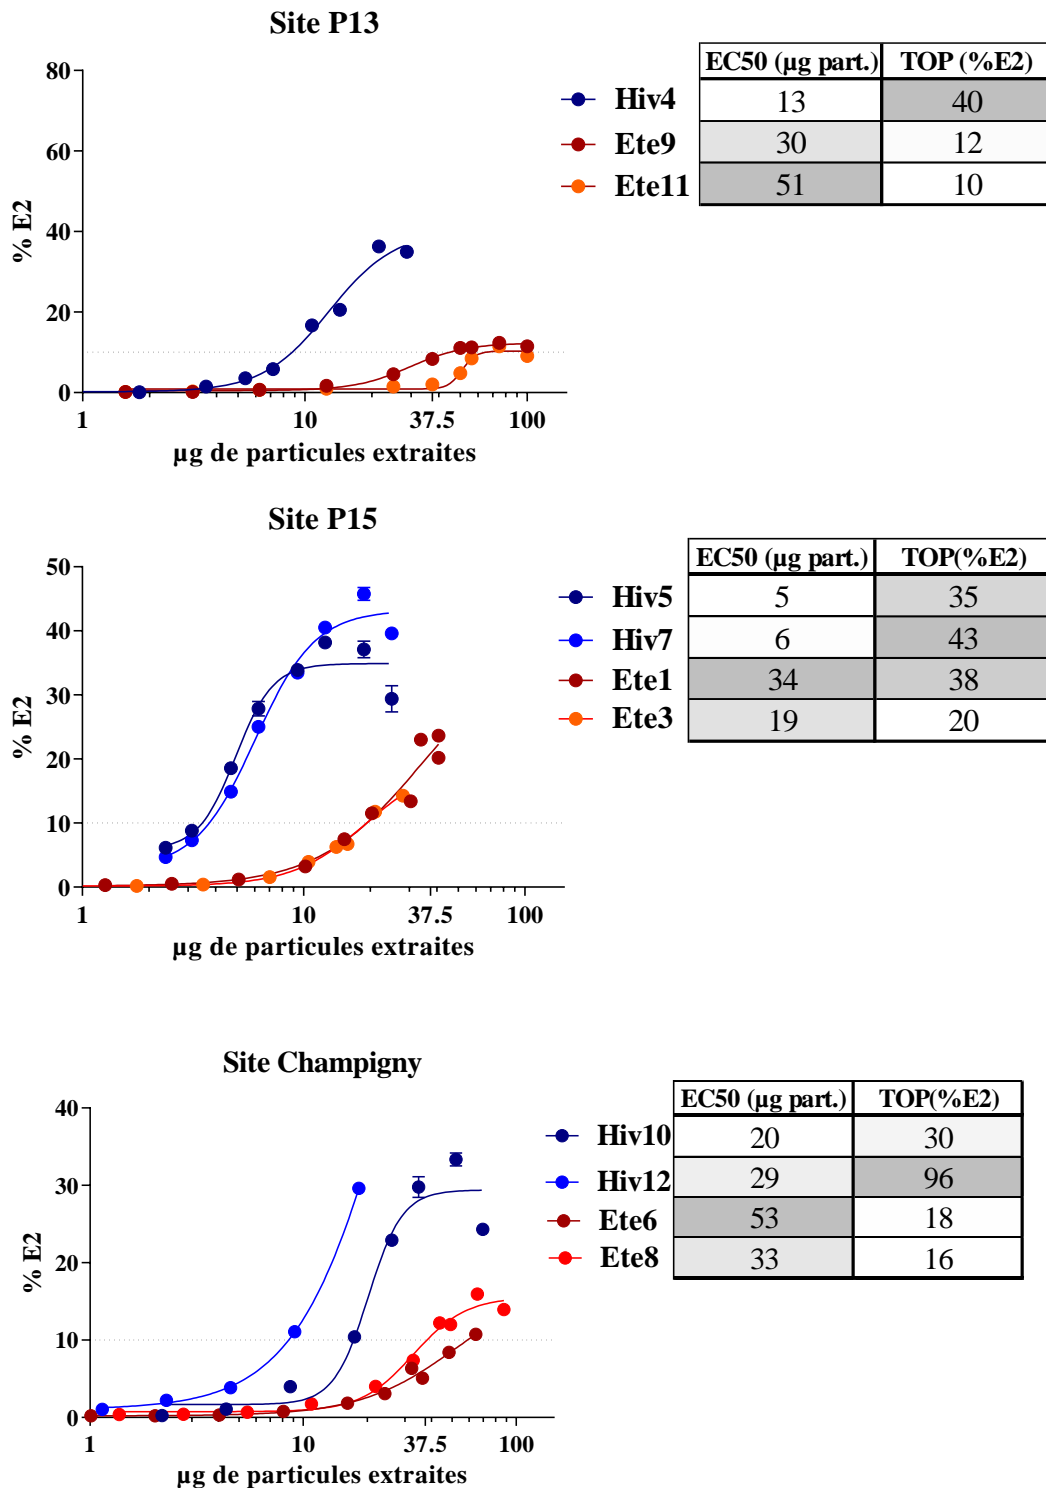 Site P13
EC50 (µg part.) TOP (%E2)
Hiv4 13 40
Ete9 30 12
Ete11 51 10
80
60
40
20
0
% E2
1 10 37.5 100
µg de particules extraites
Site P15
EC50 (µg part.) TOP(%E2)
Hiv5 5 35
Hiv7 6 43
Ete1 34 38
Ete3 19 20
50
40
30
20
10
0
% E2
1 10 37.5 100
µg de particules extraites
Site Champigny
EC50 (µg part.) TOP(%E2)
Hiv10 20 30
Hiv12 29 96
Ete6 53 18
Ete8 33 16
40
30
20
10
0
% E2
1 10 37.5 100
µg de particules extraites